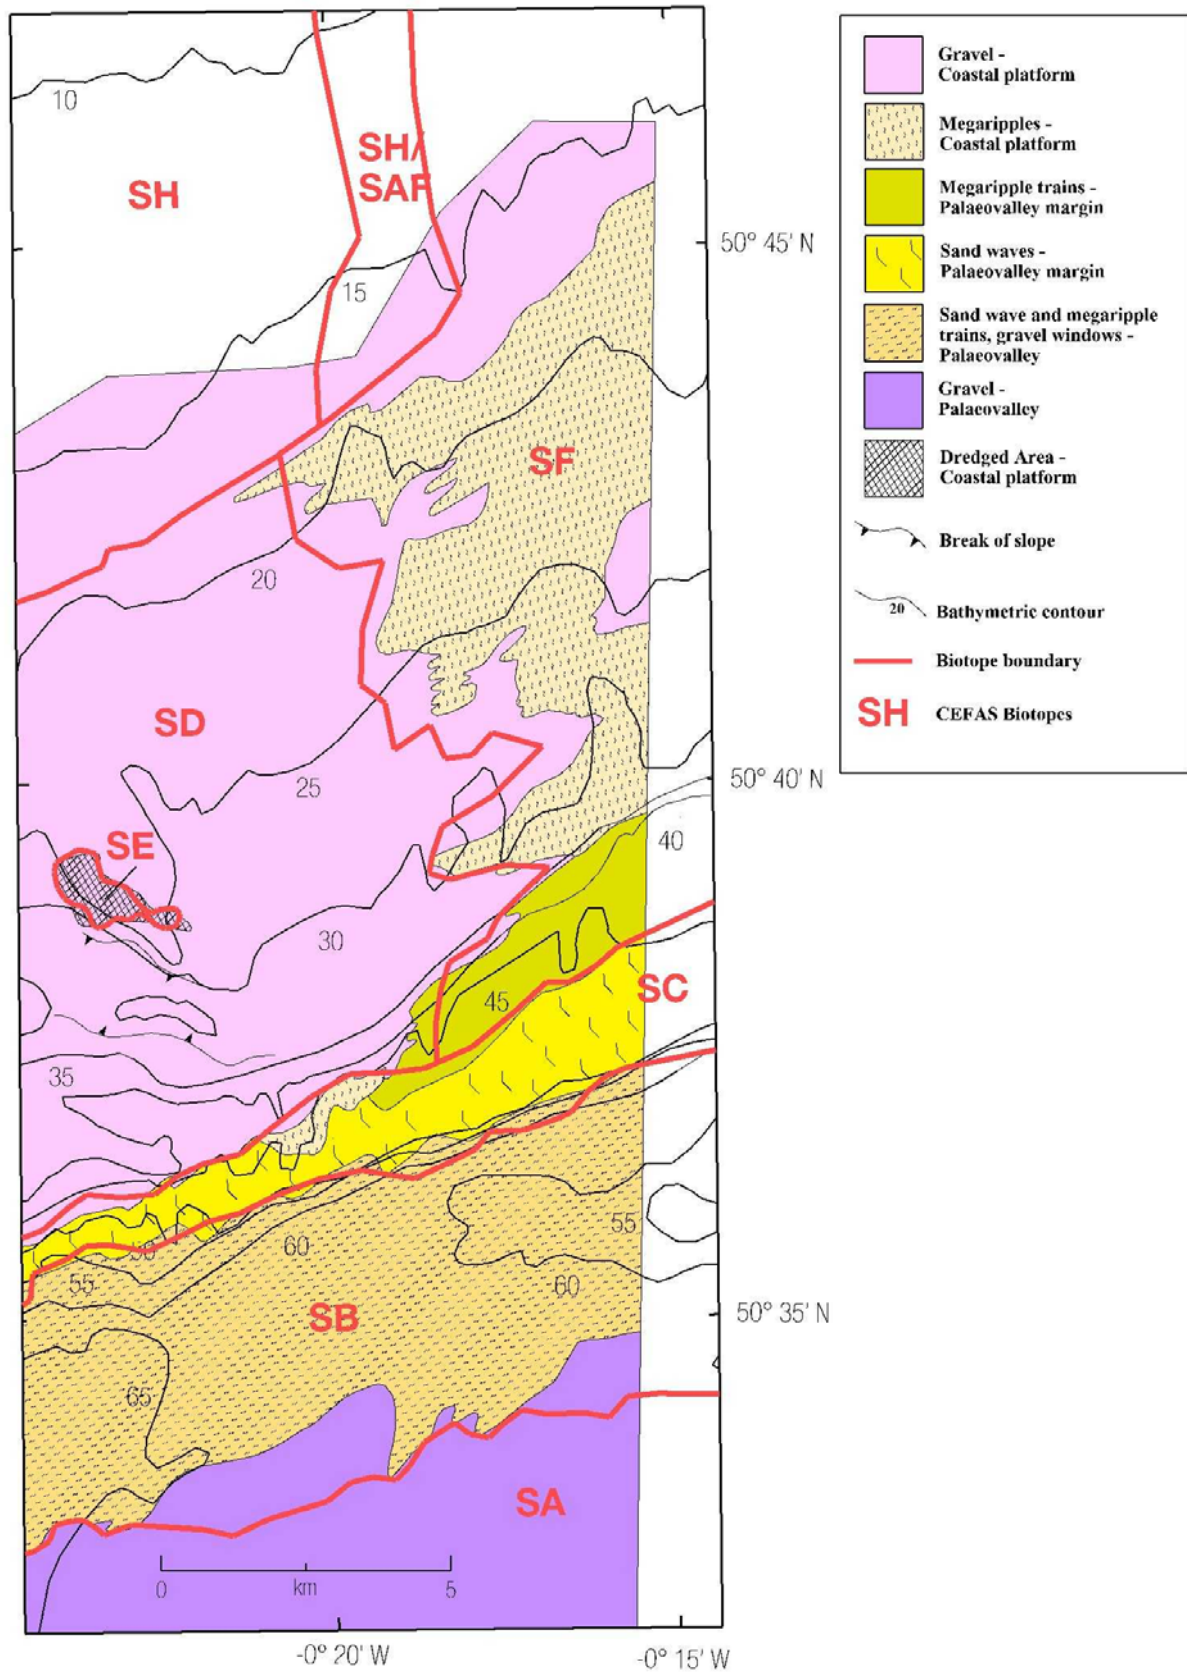 10
SH
SH/
SAF
50° 45' N
15
SF
20
SD
25
50° 40' N
40
SE
30
45
SC
35
50
55
60
55
60
SB
50° 35' N
65
SA
0
km
5
-0° 20' W
-0° 15' W
Gravel -
Coastal platform
Megaripples -
Coastal platform
Megaripple trains -
Palaeovalley margin
Sand waves -
Palaeovalley margin
Sand wave and megaripple
trains, gravel windows -
Palaeovalley
Gravel -
Palaeovalley
Dredged Area -
Coastal platform
Break of slope
20
Bathymetric contour
Biotope boundary
SH
CEFAS Biotopes